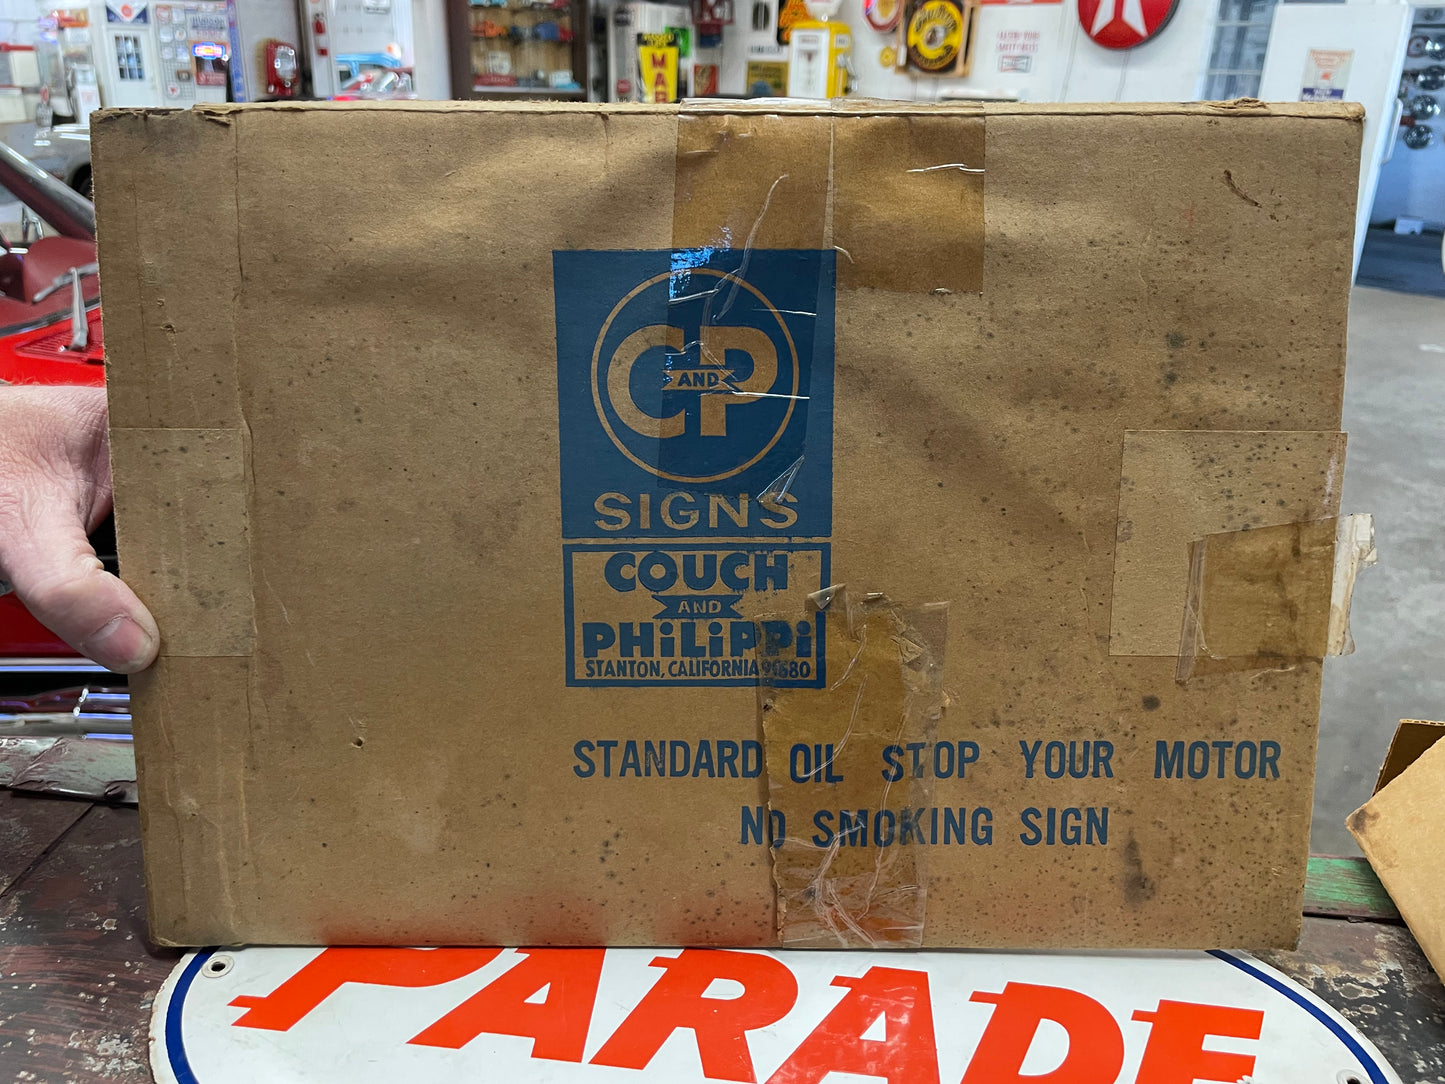 C AND P
SIGNS
COUCH
AND
PHiLiPPi
STANTON, CALIFORNIA 90680
STANDARD OIL STOP YOUR MOTOR
NO SMOKING SIGN
PARADE